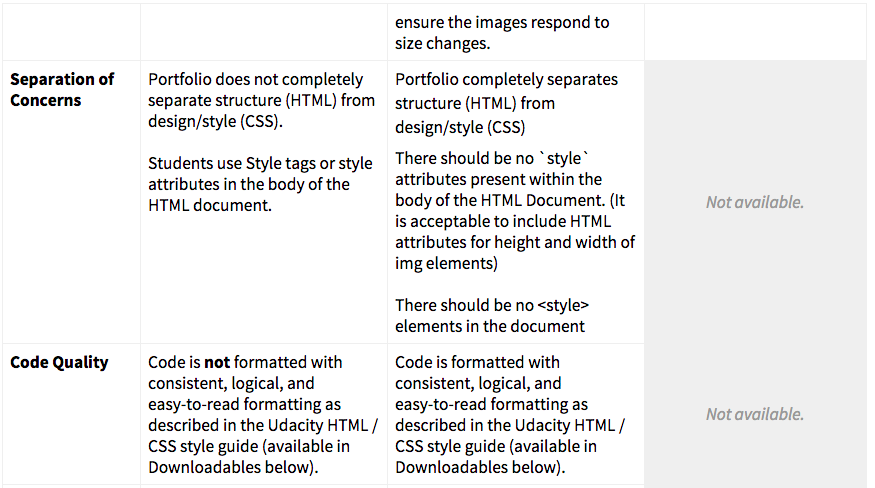 ensure the images respond to
size changes.
Separation of
Concerns
Portfolio does not completely
separate structure (HTML) from
design/style (CSS).
Students use Style tags or style
attributes in the body of the
HTML document.
Portfolio completely separates
structure (HTML) from
design/style (CSS)
There should be no `style`
attributes present within the
body of the HTML Document. (It
is acceptable to include HTML
attributes for height and width of
img elements)
There should be no <style>
elements in the document
Not available.
Code Quality
Code is not formatted with
consistent, logical, and
easy-to-read formatting as
described in the Udacity HTML /
CSS style guide (available in
Downloadables below).
Code is formatted with
consistent, logical, and
easy-to-read formatting as
described in the Udacity HTML /
CSS style guide (available in
Downloadables below).
Not available.